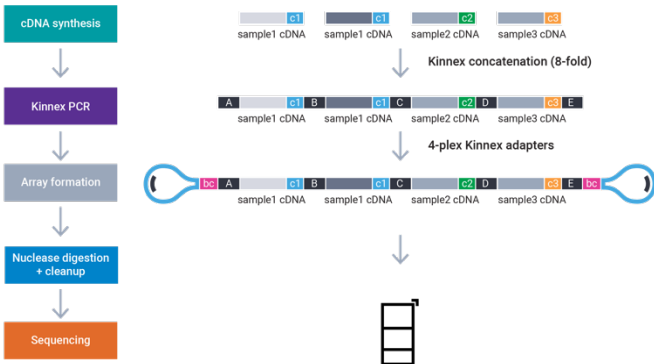 cDNA synthesis
c1 c1 c2 c3
sample1 cDNA sample1 cDNA sample2 cDNA sample3 cDNA
Kinnex concatenation (8-fold)
Kinnex PCR
A c1 B c1 C c2 D c3 E
sample1 cDNA sample1 cDNA sample2 cDNA sample3 cDNA
4-plex Kinnex adapters
Array formation
bc A c1 B c1 C c2 D c3 E bc
sample1 cDNA sample1 cDNA sample2 cDNA sample3 cDNA
Nuclease digestion
+ cleanup
Sequencing